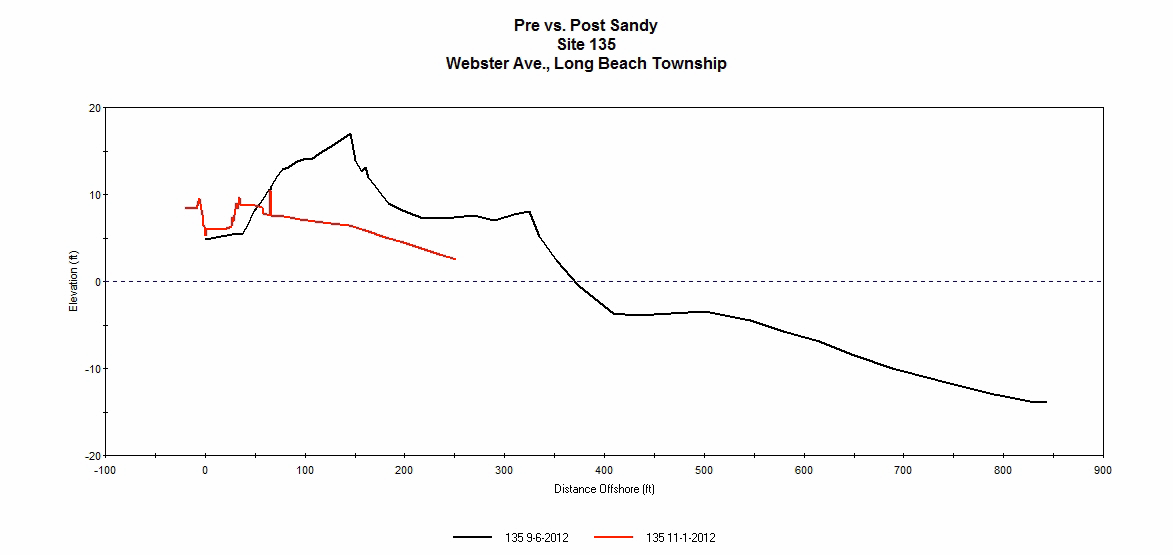 Pre vs. Post Sandy
Site 135
Webster Ave., Long Beach Township
20
10
0
-10
-20
Elevation (ft)
-100 0 100 200 300 400 500 600 700 800 900
Distance Offshore (ft)
135 9-6-2012 135 11-1-2012